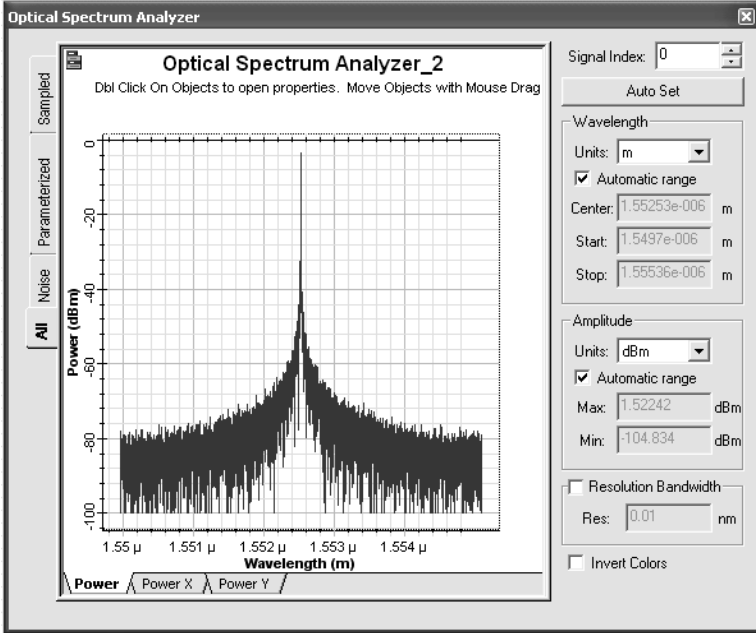 Optical Spectrum Analyzer
Sampled
Parameterized
Noise
All
Optical Spectrum Analyzer_2
Dbl Click On Objects to open properties. Move Objects with Mouse Drag
Power (dBm)
0
-20
-40
-60
-80
-100
1.55 µ 1.551 µ 1.552 µ 1.553 µ 1.554 µ
Wavelength (m)
Power Power X Power Y
Signal Index: 0
Auto Set
Wavelength
Units: m
Automatic range
Center: 1.55253e-006 m
Start: 1.5497e-006 m
Stop: 1.55536e-006 m
Amplitude
Units: dBm
Automatic range
Max: 1.52242 dBm
Min: -104.834 dBm
Resolution Bandwidth
Res: 0.01 nm
Invert Colors